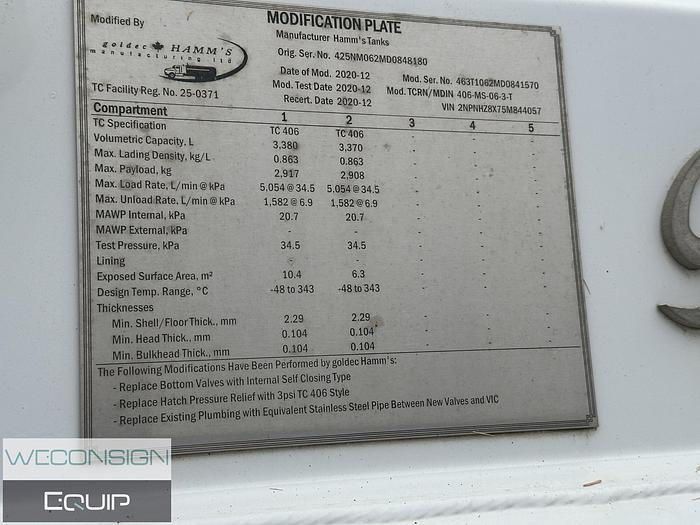 MODIFICATION PLATE
Modified By
goldec HAMM'S
manufacturing ltd
TC Facility Reg. No. 25-0371
Manufacturer Hamm's Tanks
Orig. Ser. No. 425NM062MD0848180
Date of Mod. 2020-12 Mod. Ser. No. 463T1062MD0841570
Mod. Test Date 2020-12 Mod. TCRN/MDIN 406-MS-06-3-T
Recert. Date 2020-12 VIN 2NPNHZ8X75M844057
Compartment 1 2 3 4 5
TC Specification TC 406 TC 406 - - -
Volumetric Capacity, L 3,380 3,370 - - -
Max. Lading Density, kg/L 0.863 0.863 - - -
Max. Payload, kg 2,917 2,908 - - -
Max. Load Rate, L/min @ kPa 5,054 @ 34.5 5,054 @ 34.5 - - -
Max. Unload Rate, L/min @ kPa 1,582 @ 6.9 1,582 @ 6.9 - - -
MAWP Internal, kPa 20.7 20.7 - - -
MAWP External, kPa - - - - -
Test Pressure, kPa 34.5 34.5 - - -
Lining - - - - -
Exposed Surface Area, m² 10.4 6.3 - - -
Design Temp. Range, °C -48 to 343 -48 to 343 - - -
Thicknesses
Min. Shell/Floor Thick., mm 2.29 2.29 - - -
Min. Head Thick., mm 0.104 0.104 - - -
Min. Bulkhead Thick., mm 0.104 0.104 - - -
The Following Modifications Have Been Performed by goldec Hamm's:
- Replace Bottom Valves with Internal Self Closing Type
- Replace Hatch Pressure Relief with 3psi TC 406 Style
- Replace Existing Plumbing with Equivalent Stainless Steel Pipe Between New Valves and VIC
WECONSIGN
EQUIP